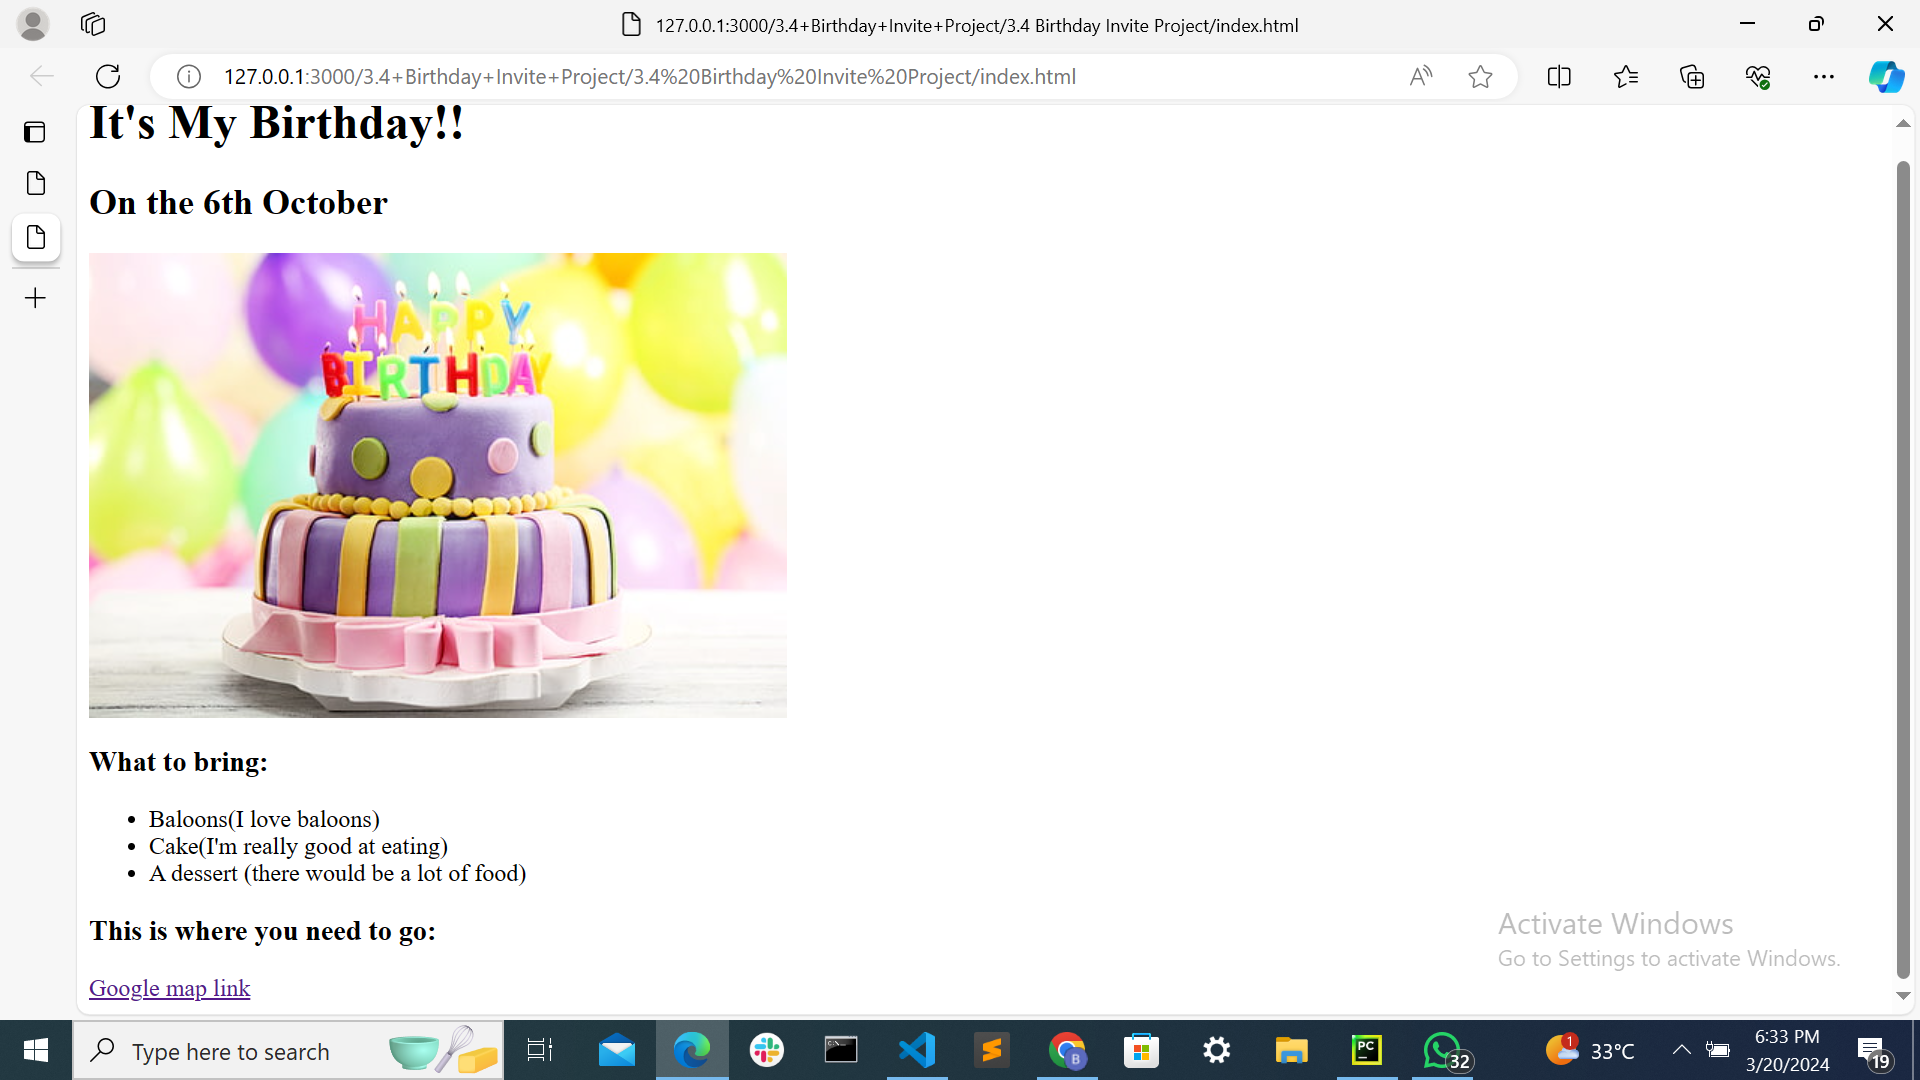 127.0.0.1:3000/3.4+Birthday+Invite+Project/3.4 Birthday Invite Project/index.html
127.0.0.1:3000/3.4+Birthday+Invite+Project/3.4%20Birthday%20Invite%20Project/index.html
It's My Birthday!!
On the 6th October
HAPPY
BIRTHDAY
What to bring:
Baloons(I love baloons)
Cake(I'm really good at eating)
A dessert (there would be a lot of food)
This is where you need to go:
Google map link
Activate Windows
Go to Settings to activate Windows.
Type here to search
B
PC
32
1
33°C
6:33 PM
3/20/2024
19